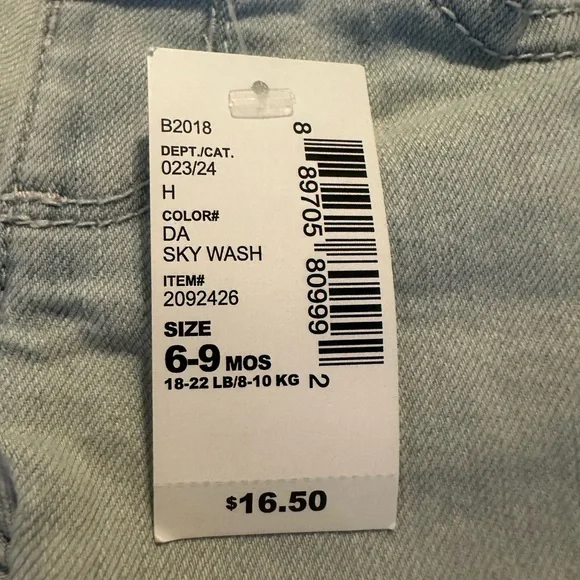 B2018
DEPT./CAT.
023/24
H
COLOR#
DA
SKY WASH
ITEM#
2092426
SIZE
6-9 MOS
18-22 LB/8-10 KG
8 89705 80999 2
$16.50